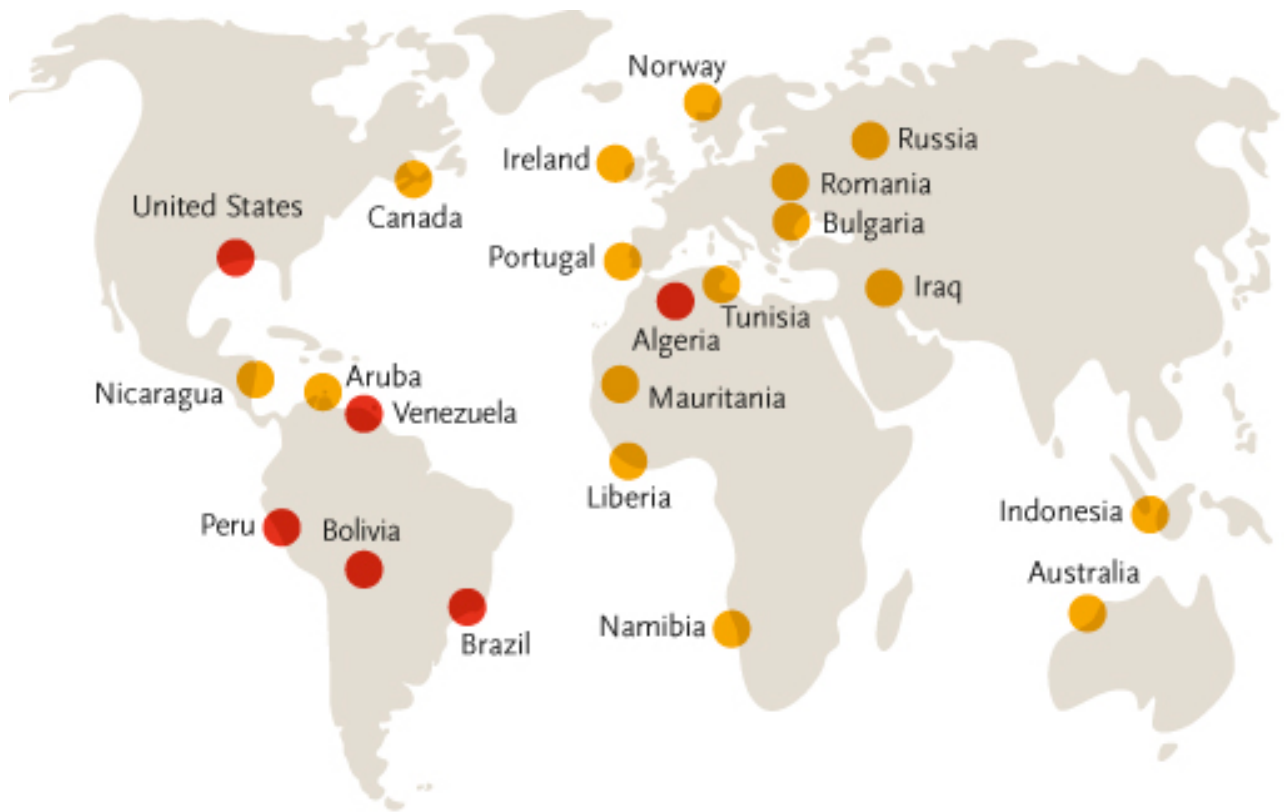 Norway
Russia
Ireland
Romania
United States
Canada
Bulgaria
Portugal
Iraq
Tunisia
Algeria
Nicaragua
Aruba
Mauritania
Venezuela
Liberia
Indonesia
Peru
Bolivia
Australia
Namibia
Brazil